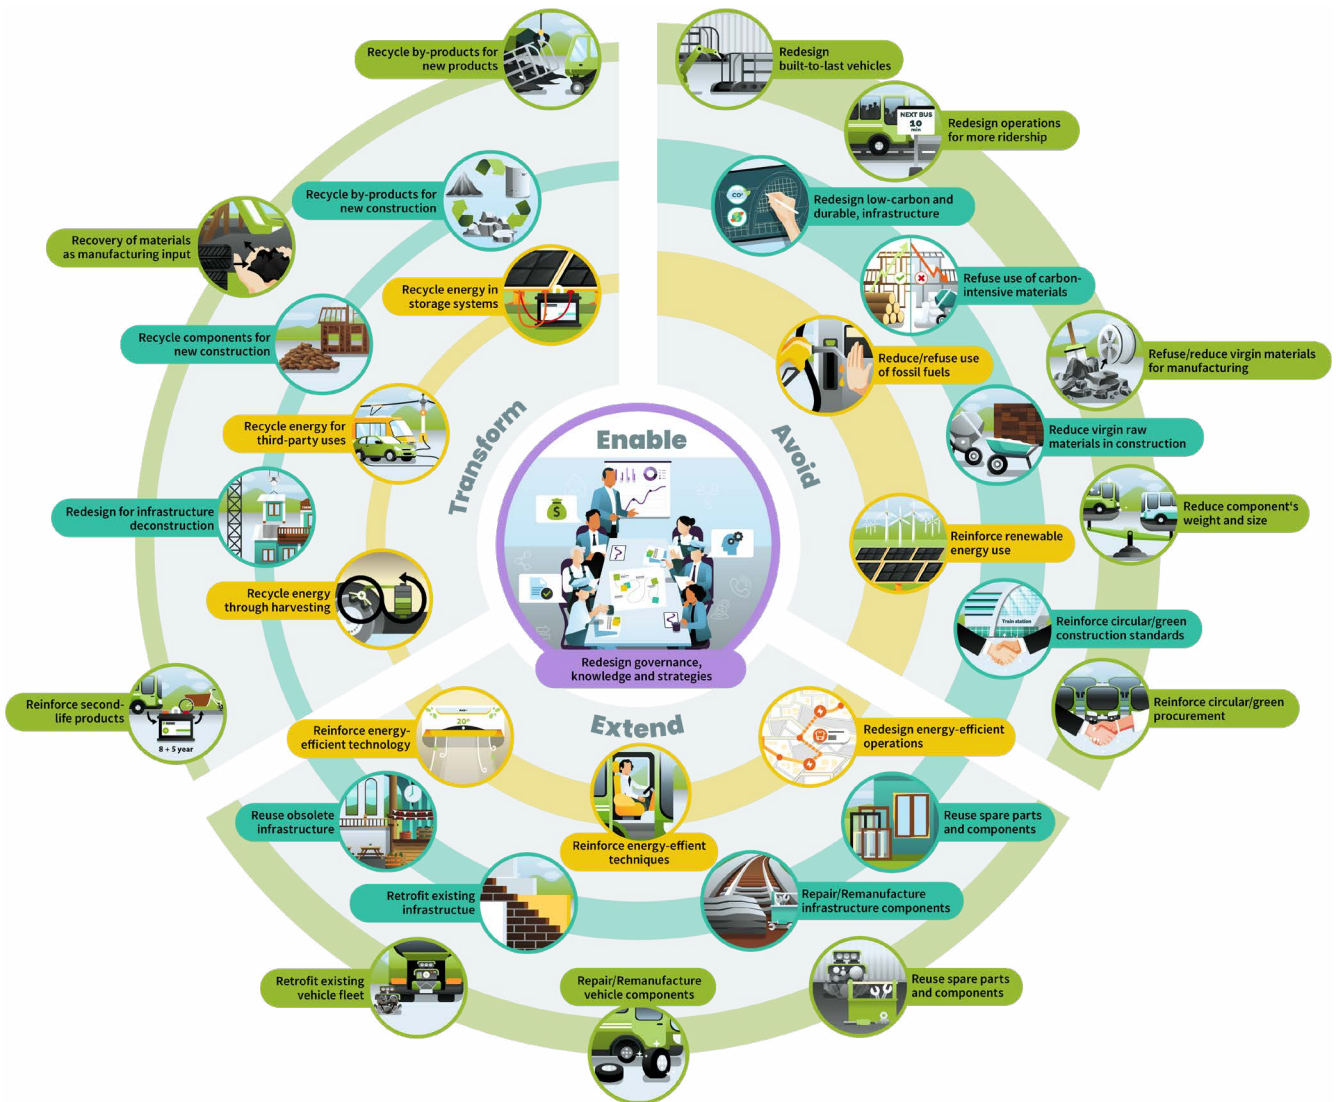 Recycle by-products for
new products
Redesign
built-to-last vehicles
NEXT BUS
10
min
Redesign operations
for more ridership
Recycle by-products for
new construction
CO²
Redesign low-carbon and
durable, infrastructure
Recovery of materials
as manufacturing input
Recycle energy in
storage systems
Refuse use of carbon-
intensive materials
Recycle components for
new construction
Reduce/refuse use
of fossil fuels
Refuse/reduce virgin materials
for manufacturing
Recycle energy for
third-party uses
Transform
Enable
Avoid
Reduce virgin raw
materials in construction
Redesign for infrastructure
deconstruction
$
Reduce component's
weight and size
Reinforce renewable
energy use
Recycle energy
through harvesting
Train station
Reinforce circular/green
construction standards
Redesign governance,
knowledge and strategies
Reinforce second-
life products
8 + 5 year
Reinforce circular/green
procurement
Extend
Reinforce energy-
efficient technology
20°
Redesign energy-efficient
operations
Reuse obsolete
infrastructure
Reinforce energy-effient
techniques
Reuse spare parts
and components
Retrofit existing
infrastructue
Repair/Remanufacture
infrastructure components
Retrofit existing
vehicle fleet
Repair/Remanufacture
vehicle components
Reuse spare parts
and components